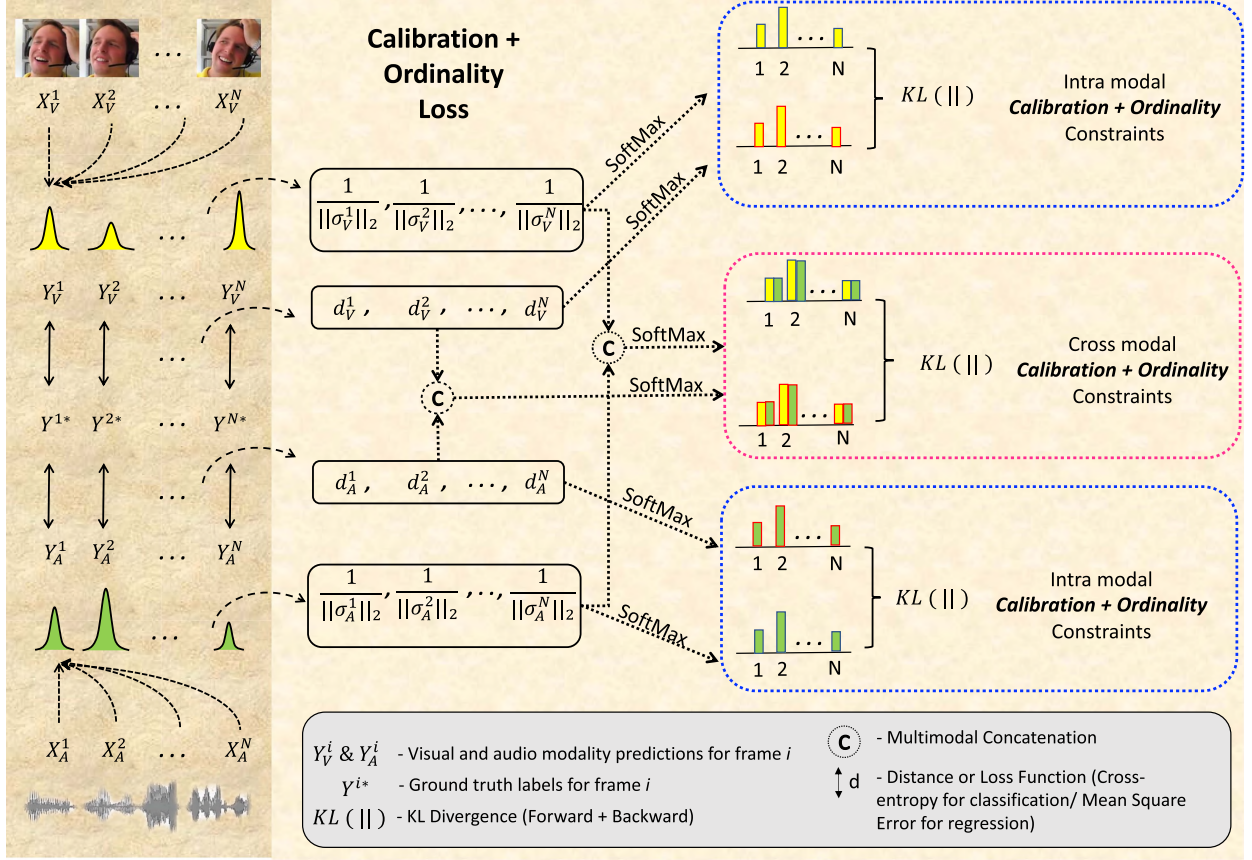 Calibration +
Ordinality
Loss
X_V^1 X_V^2 ... X_V^N
Y_V^1 Y_V^2 ... Y_V^N
Y^{1*} Y^{2*} ... Y^{N*}
Y_A^1 Y_A^2 ... Y_A^N
X_A^1 X_A^2 ... X_A^N
1/||σ_V^1||_2 , 1/||σ_V^2||_2 , ..., 1/||σ_V^N||_2
d_V^1 , d_V^2 , ..., d_V^N
C
C
d_A^1 , d_A^2 , ..., d_A^N
1/||σ_A^1||_2 , 1/||σ_A^2||_2 , ..., 1/||σ_A^N||_2
SoftMax
SoftMax
SoftMax
SoftMax
SoftMax
SoftMax
1 2 ... N
1 2 ... N
KL ( || )
Intra modal
Calibration + Ordinality
Constraints
1 2 ... N
1 2 ... N
KL ( || )
Cross modal
Calibration + Ordinality
Constraints
1 2 ... N
1 2 ... N
KL ( || )
Intra modal
Calibration + Ordinality
Constraints
Y_V^i & Y_A^i - Visual and audio modality predictions for frame i
Y^{i*} - Ground truth labels for frame i
KL ( || ) - KL Divergence (Forward + Backward)
C - Multimodal Concatenation
d - Distance or Loss Function (Cross-
entropy for classification/ Mean Square
Error for regression)